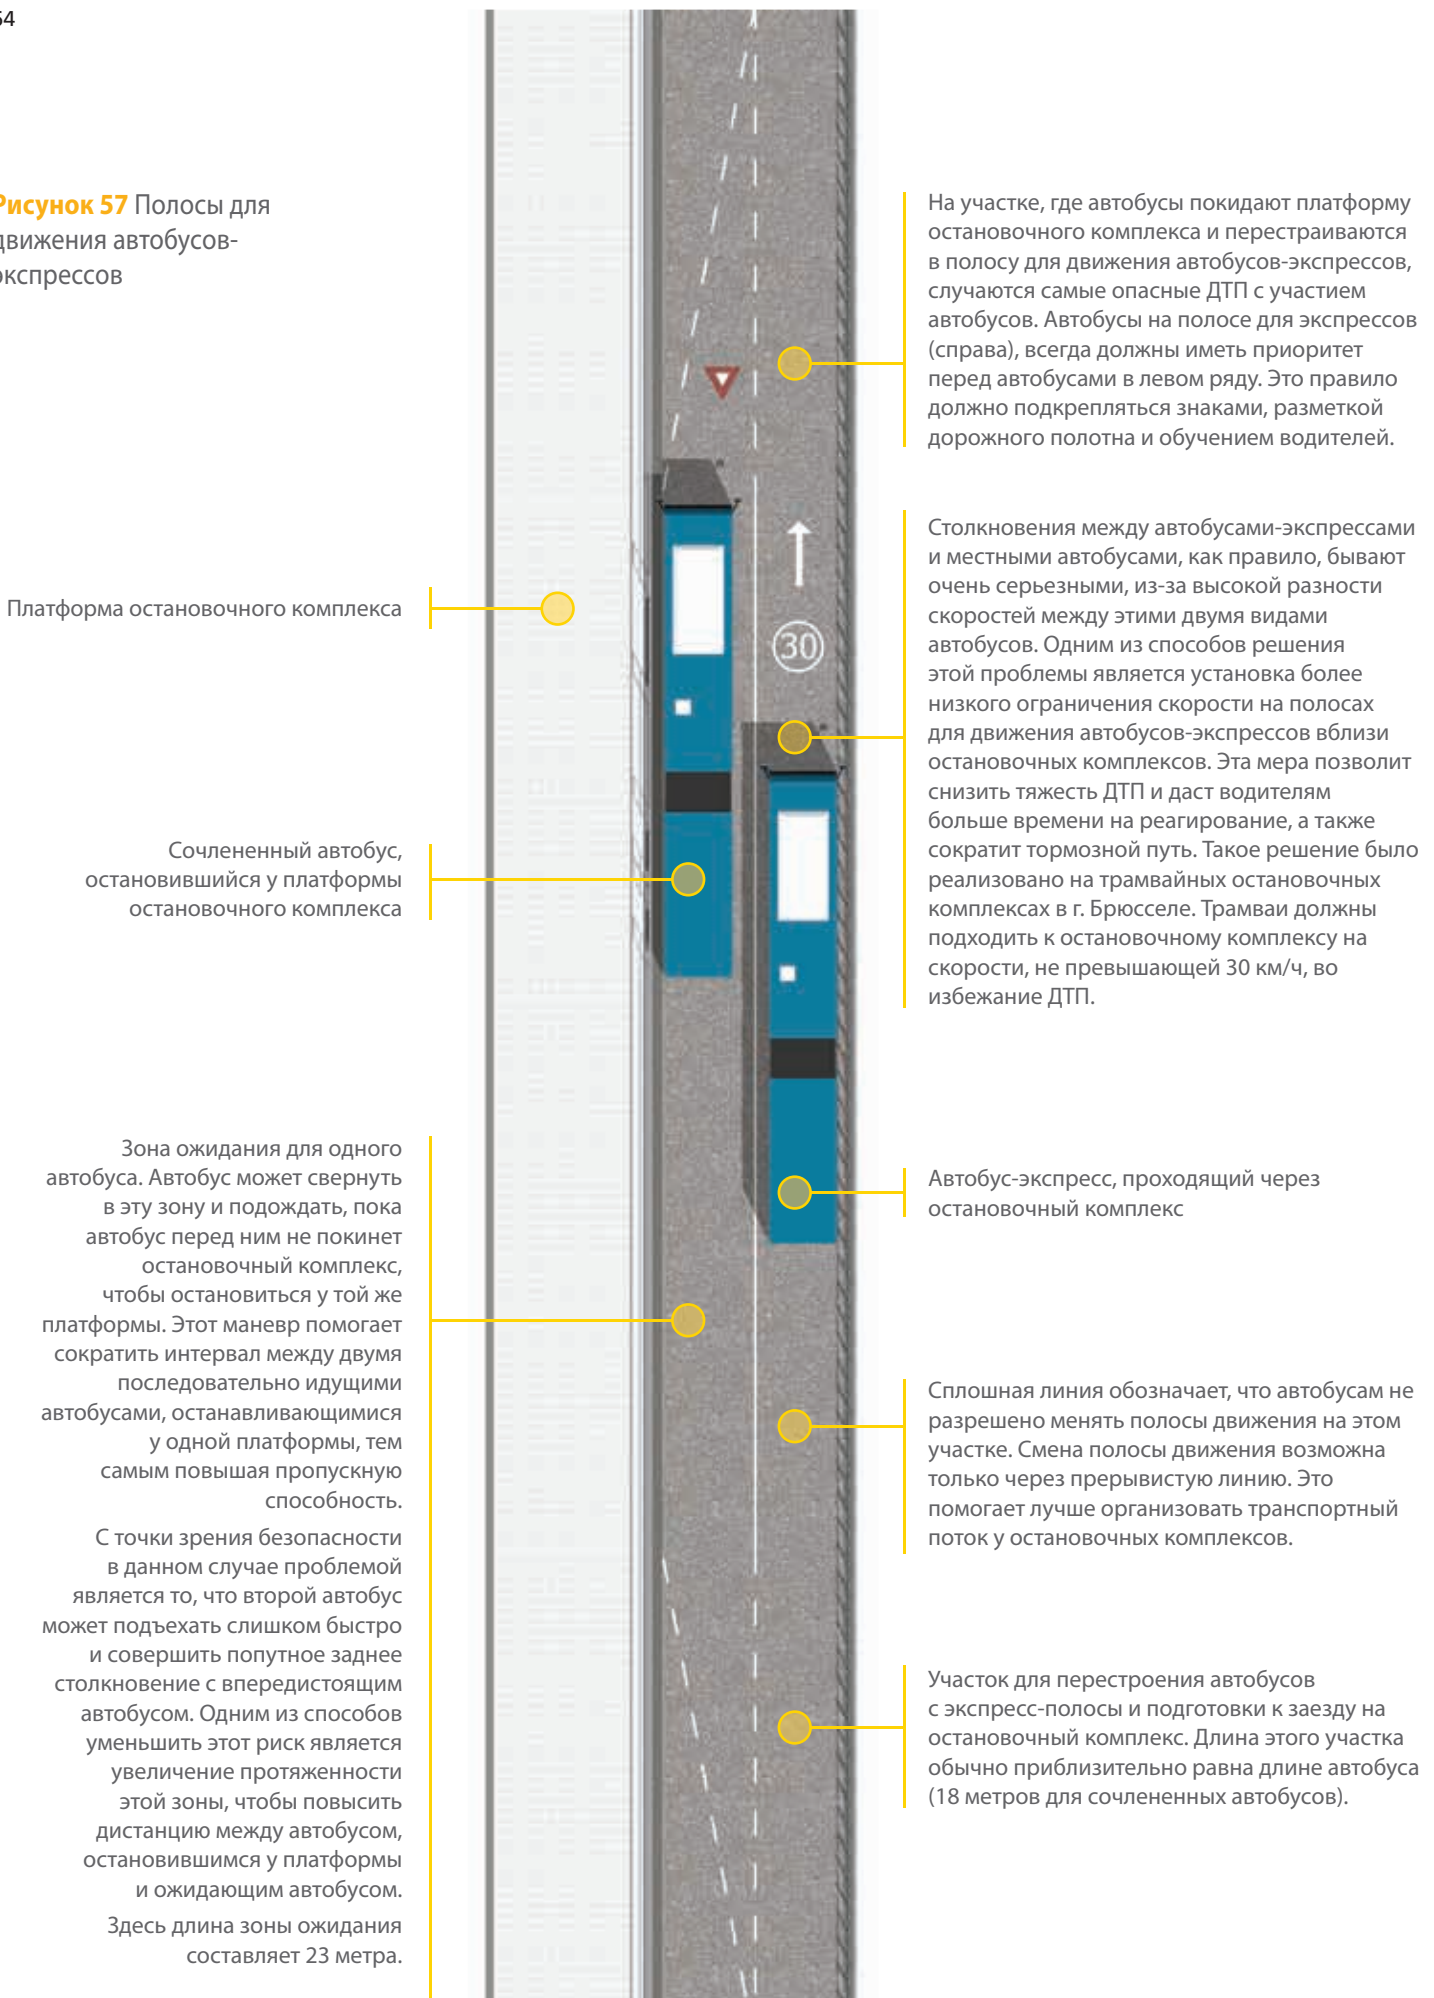 54
Рисунок 57 Полосы для
движения автобусов-
экспрессов
На участке, где автобусы покидают платформу
остановочного комплекса и перестраиваются
в полосу для движения автобусов-экспрессов,
случаются самые опасные ДТП с участием
автобусов. Автобусы на полосе для экспрессов
(справа), всегда должны иметь приоритет
перед автобусами в левом ряду. Это правило
должно подкрепляться знаками, разметкой
дорожного полотна и обучением водителей.
Столкновения между автобусами-экспрессами
и местными автобусами, как правило, бывают
очень серьезными, из-за высокой разности
скоростей между этими двумя видами
автобусов. Одним из способов решения
этой проблемы является установка более
низкого ограничения скорости на полосах
для движения автобусов-экспрессов вблизи
остановочных комплексов. Эта мера позволит
снизить тяжесть ДТП и даст водителям
больше времени на реагирование, а также
сократит тормозной путь. Такое решение было
реализовано на трамвайных остановочных
комплексах в г. Брюсселе. Трамваи должны
подходить к остановочному комплексу на
скорости, не превышающей 30 км/ч, во
избежание ДТП.
Платформа остановочного комплекса
30
Сочлененный автобус,
остановившийся у платформы
остановочного комплекса
Зона ожидания для одного
автобуса. Автобус может свернуть
в эту зону и подождать, пока
автобус перед ним не покинет
остановочный комплекс,
чтобы остановиться у той же
платформы. Этот маневр помогает
сократить интервал между двумя
последовательно идущими
автобусами, останавливающимися
у одной платформы, тем
самым повышая пропускную
способность.
С точки зрения безопасности
в данном случае проблемой
является то, что второй автобус
может подъехать слишком быстро
и совершить попутное заднее
столкновение с впередистоящим
автобусом. Одним из способов
уменьшить этот риск является
увеличение протяженности
этой зоны, чтобы повысить
дистанцию между автобусом,
остановившимся у платформы
и ожидающим автобусом.
Здесь длина зоны ожидания
составляет 23 метра.
Автобус-экспресс, проходящий через
остановочный комплекс
Сплошная линия обозначает, что автобусам не
разрешено менять полосы движения на этом
участке. Смена полосы движения возможна
только через прерывистую линию. Это
помогает лучше организовать транспортный
поток у остановочных комплексов.
Участок для перестроения автобусов
с экспресс-полосы и подготовки к заезду на
остановочный комплекс. Длина этого участка
обычно приблизительно равна длине автобуса
(18 метров для сочлененных автобусов).